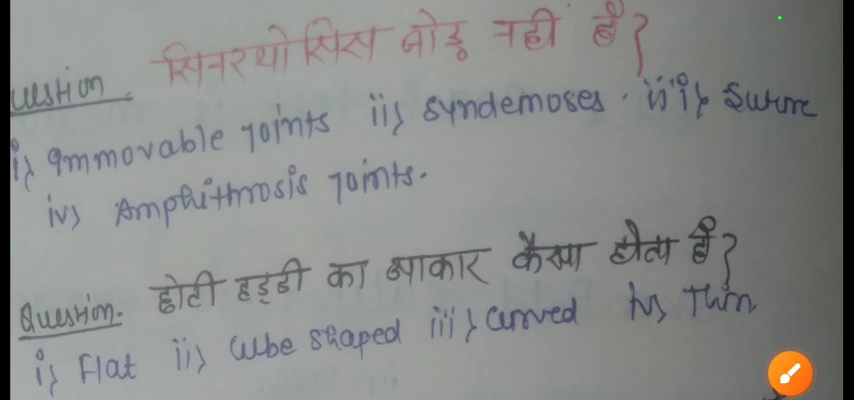 uestion. सिनरथ्रोसिस जोड़ नहीं है?
i) Immovable Joints ii) Syndemoses. iii) Suture
iv) Amphithrosis Joints.
Question. छोटी हड्डी का आकार कैसा होता है?
i) Flat ii) Cube shaped iii) Curved iv) Thin.